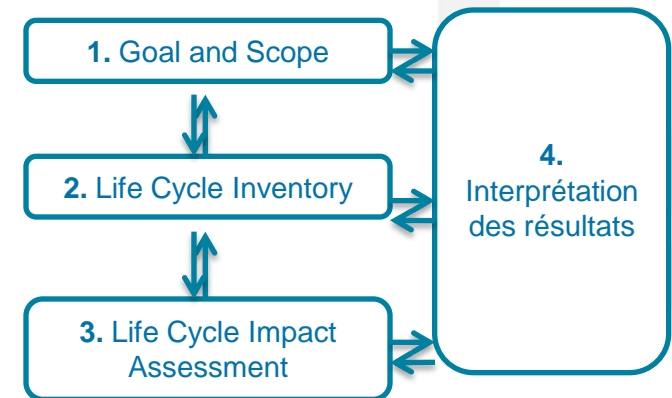 1. Goal and Scope
2. Life Cycle Inventory
3. Life Cycle Impact
Assessment
4.
Interprétation
des résultats